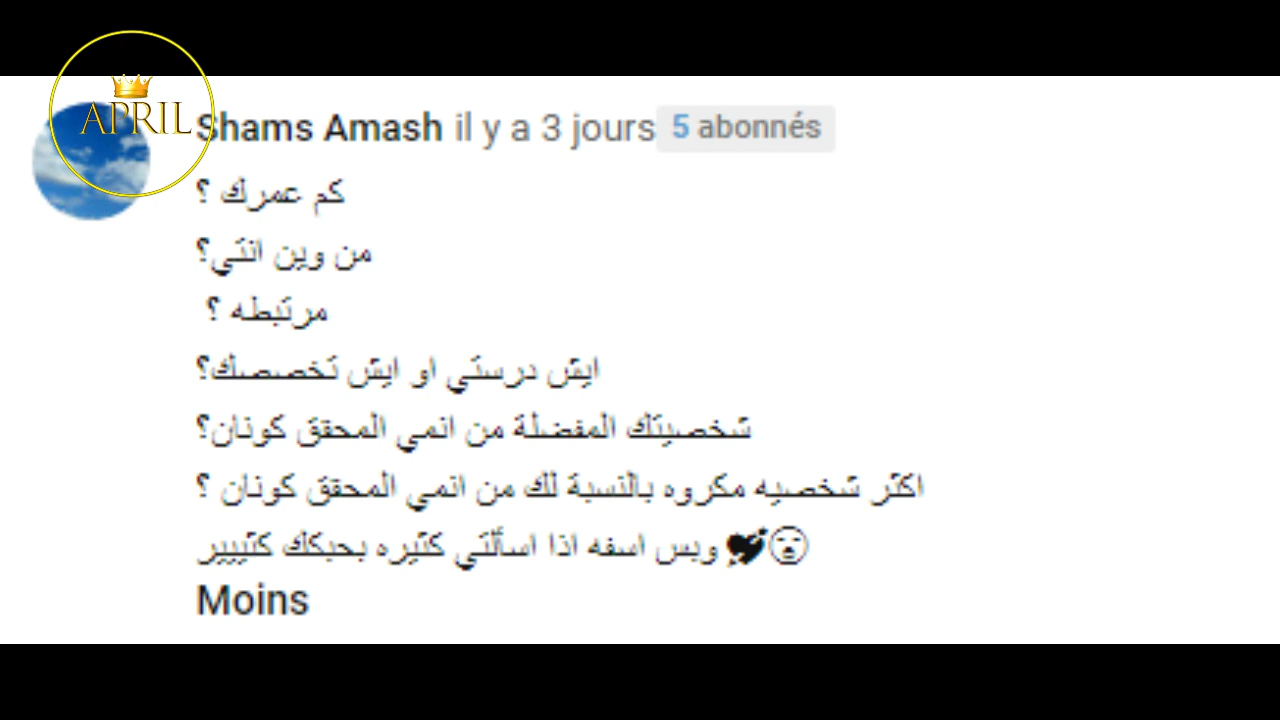 APRIL
Shams Amash il y a 3 jours 5 abonnés
كم عمرك ؟
من وين انتي؟
مرتبطه ؟
ايش درستي او ايش تخصصك؟
شخصيتك المفضلة من انمي المحقق كونان؟
اكثر شخصيه مكروه بالنسبة لك من انمي المحقق كونان ؟
😮💘 وبس اسفه اذا اسألتي كثيره بحبكك كثيييير
Moins